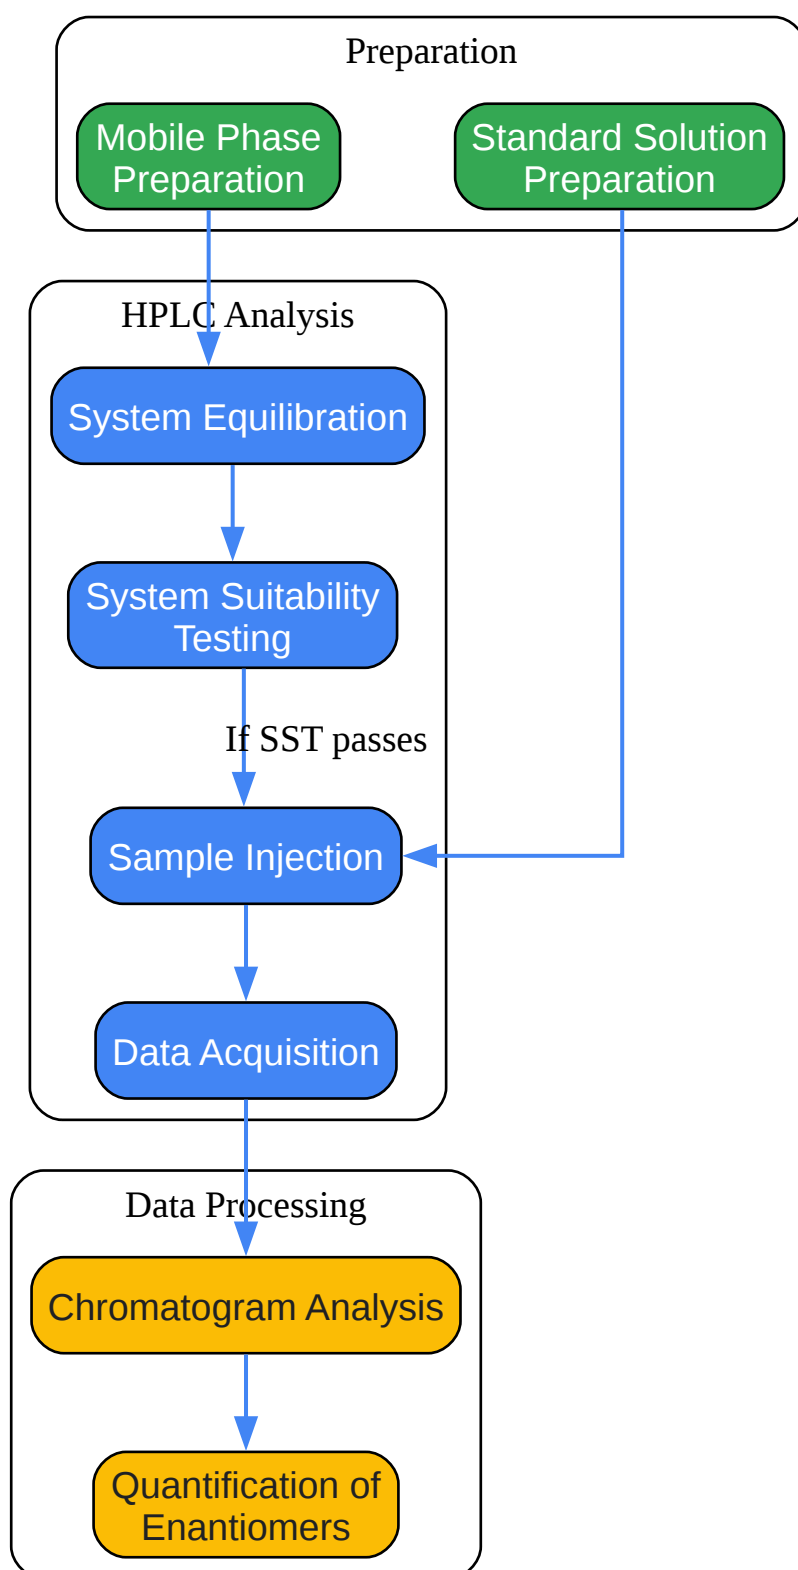 Preparation
Mobile Phase
Preparation
Standard Solution
Preparation
HPLC Analysis
System Equilibration
System Suitability
Testing
If SST passes
Sample Injection
Data Acquisition
Data Processing
Chromatogram Analysis
Quantification of
Enantiomers